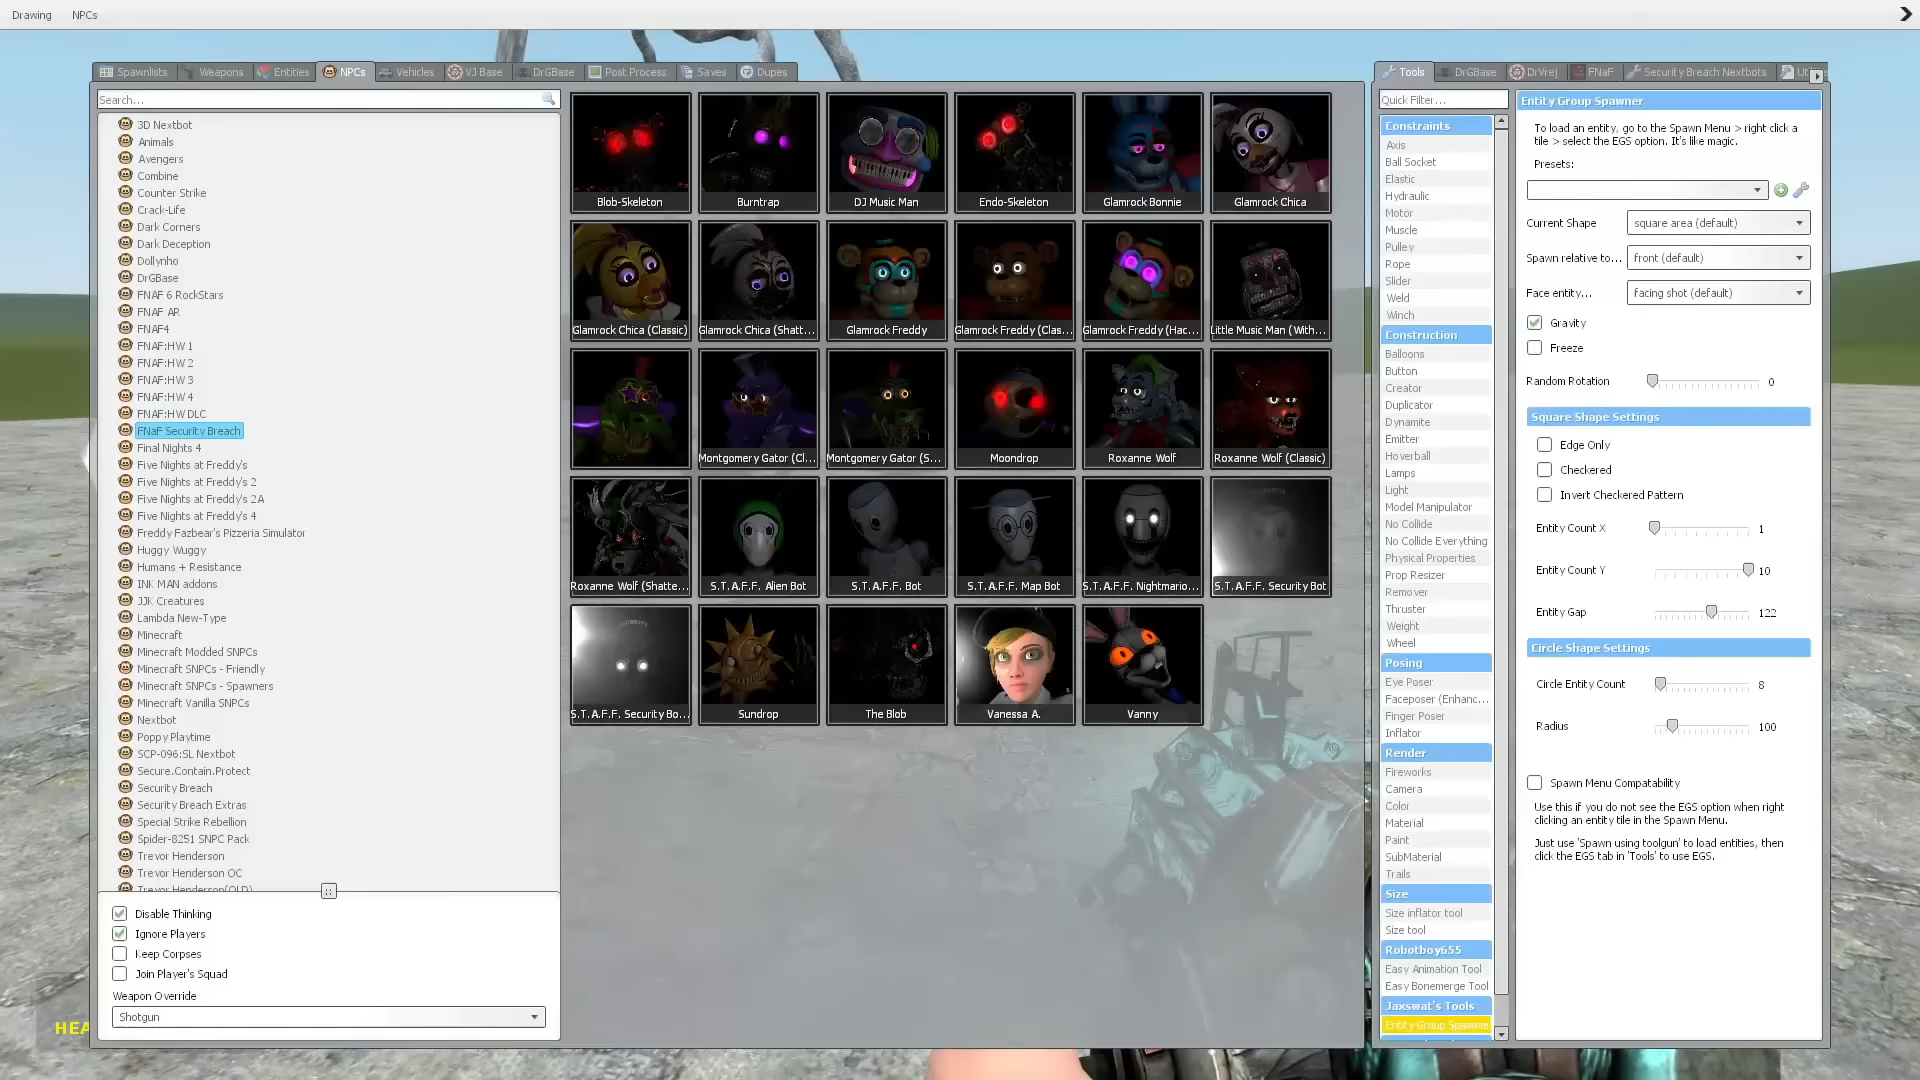 Drawing NPCs
Spawnlists Weapons Entities NPCs Vehicles VJ Base DrGBase Post Process Saves Dupes
Search...
3D Nextbot
Animals
Avengers
Combine
Counter Strike
Crack-Life
Dark Corners
Dark Deception
Dollynho
DrGBase
FNAF 6 RockStars
FNAF AR
FNAF4
FNAF:HW 1
FNAF:HW 2
FNAF:HW 3
FNAF:HW 4
FNAF:HW DLC
FNaF Security Breach
Final Nights 4
Five Nights at Freddy's
Five Nights at Freddy's 2
Five Nights at Freddy's 2A
Five Nights at Freddy's 4
Freddy Fazbear's Pizzeria Simulator
Huggy Wuggy
Humans + Resistance
INK MAN addons
JJK Creatures
Lambda New-Type
Minecraft
Minecraft Modded SNPCs
Minecraft SNPCs - Friendly
Minecraft SNPCs - Spawners
Minecraft Vanilla SNPCs
Nextbot
Poppy Playtime
SCP-096:SL Nextbot
Secure.Contain.Protect
Security Breach
Security Breach Extras
Special Strike Rebellion
Spider-8251 SNPC Pack
Trevor Henderson
Trevor Henderson OC
Trevor Henderson(OLD)
Disable Thinking
Ignore Players
Keep Corpses
Join Player's Squad
Weapon Override
Shotgun
HEA
Blob-Skeleton Burntrap DJ Music Man Endo-Skeleton Glamrock Bonnie Glamrock Chica
Glamrock Chica (Classic) Glamrock Chica (Shatt... Glamrock Freddy Glamrock Freddy (Clas... Glamrock Freddy (Hac... Little Music Man (With...
Montgomery Gator (Cl... Montgomery Gator (S... Moondrop Roxanne Wolf Roxanne Wolf (Classic)
Roxanne Wolf (Shatte... S.T.A.F.F. Alien Bot S.T.A.F.F. Bot S.T.A.F.F. Map Bot S.T.A.F.F. Nightmario... S.T.A.F.F. Security Bot
S.T.A.F.F. Security Bo... Sundrop The Blob Vanessa A. Vanny
Tools DrGBase DrVrej FNaF Security Breach Nextbots
Quick Filter...
Constraints
Axis
Ball Socket
Elastic
Hydraulic
Motor
Muscle
Pulley
Rope
Slider
Weld
Winch
Construction
Balloons
Button
Creator
Duplicator
Dynamite
Emitter
Hoverball
Lamps
Light
Model Manipulator
No Collide
No Collide Everything
Physical Properties
Prop Resizer
Remover
Thruster
Weight
Wheel
Posing
Eye Poser
Faceposer (Enhanc...
Finger Poser
Inflator
Render
Fireworks
Camera
Color
Material
Paint
SubMaterial
Trails
Size
Size inflator tool
Size tool
Robotboy655
Easy Animation Tool
Easy Bonemerge Tool
Jaxswat's Tools
Entity Group Spawne
Entity Group Spawner
To load an entity, go to the Spawn Menu > right click a
tile > select the EGS option. It's like magic.
Presets:
Current Shape square area (default)
Spawn relative to... front (default)
Face entity... facing shot (default)
Gravity
Freeze
Random Rotation 0
Square Shape Settings
Edge Only
Checkered
Invert Checkered Pattern
Entity Count X 1
Entity Count Y 10
Entity Gap 122
Circle Shape Settings
Circle Entity Count 8
Radius 100
Spawn Menu Compatability
Use this if you do not see the EGS option when right
clicking an entity tile in the Spawn Menu.
Just use 'Spawn using toolgun' to load entities, then
click the EGS tab in 'Tools' to use EGS.